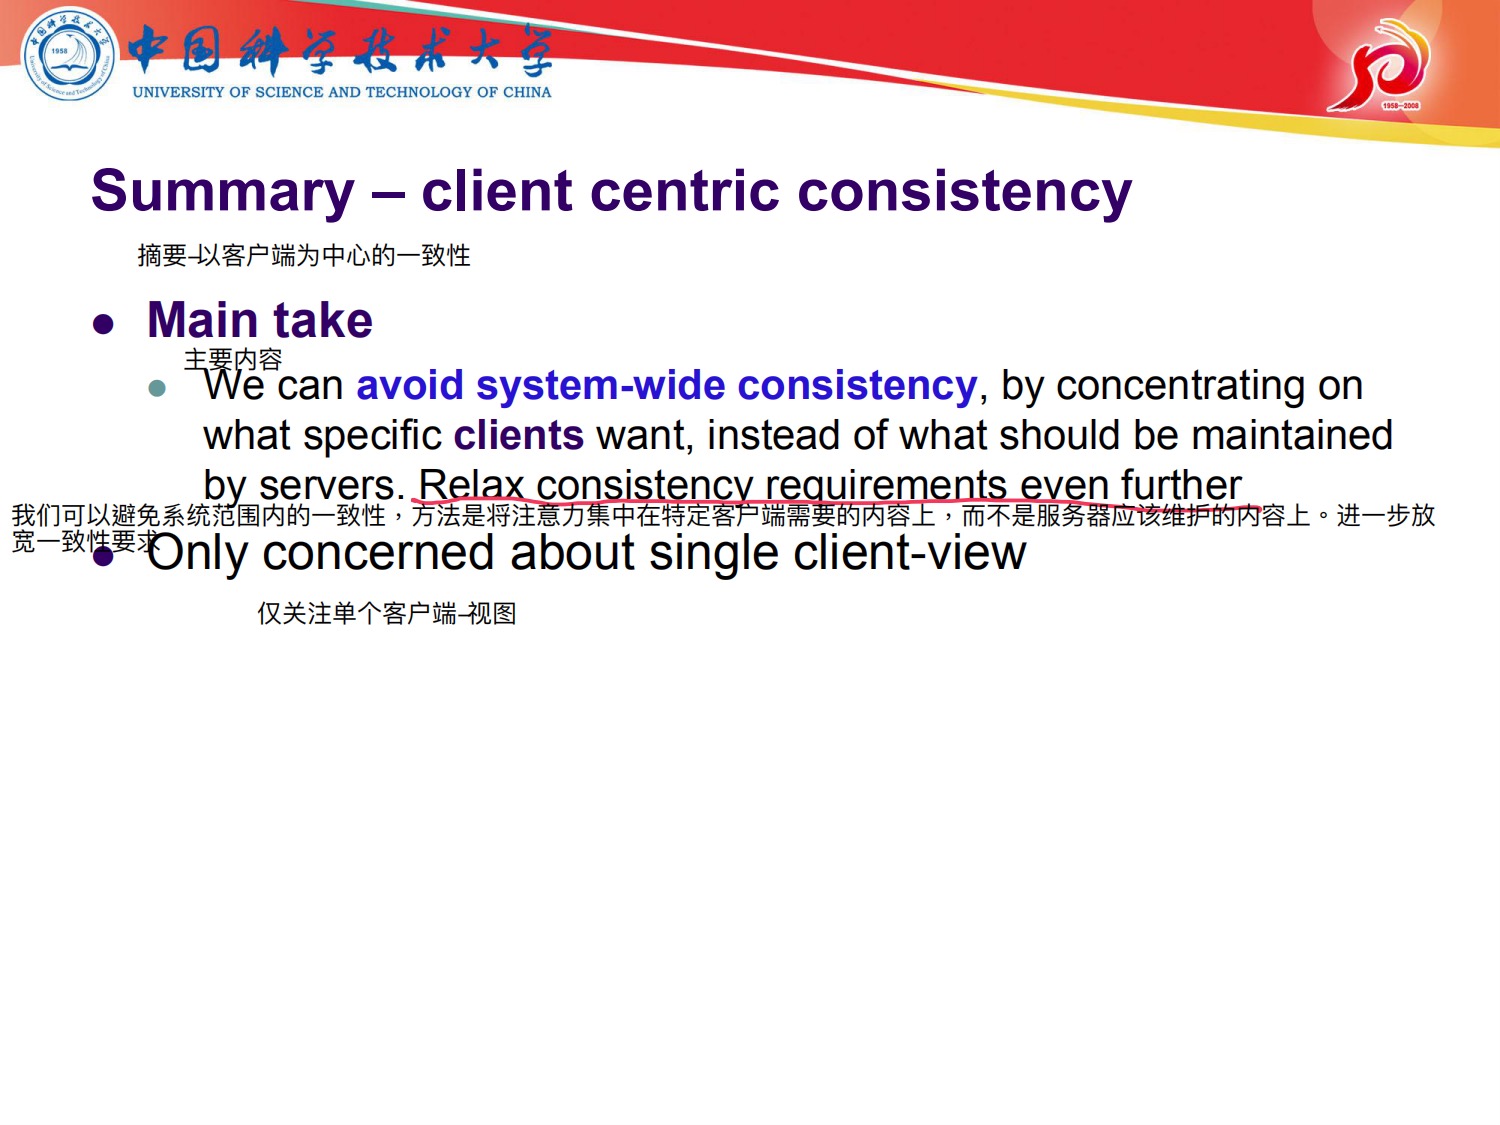 中国科学技术大学
UNIVERSITY OF SCIENCE AND TECHNOLOGY OF CHINA
1958
1958-2008
Summary – client centric consistency
摘要-以客户端为中心的一致性
Main take
主要内容
We can avoid system-wide consistency, by concentrating on
what specific clients want, instead of what should be maintained
by servers. Relax consistency requirements even further
我们可以避免系统范围内的一致性，方法是将注意力集中在特定客户端需要的内容上，而不是服务器应该维护的内容上。进一步放
宽一致性要求
Only concerned about single client-view
仅关注单个客户端-视图